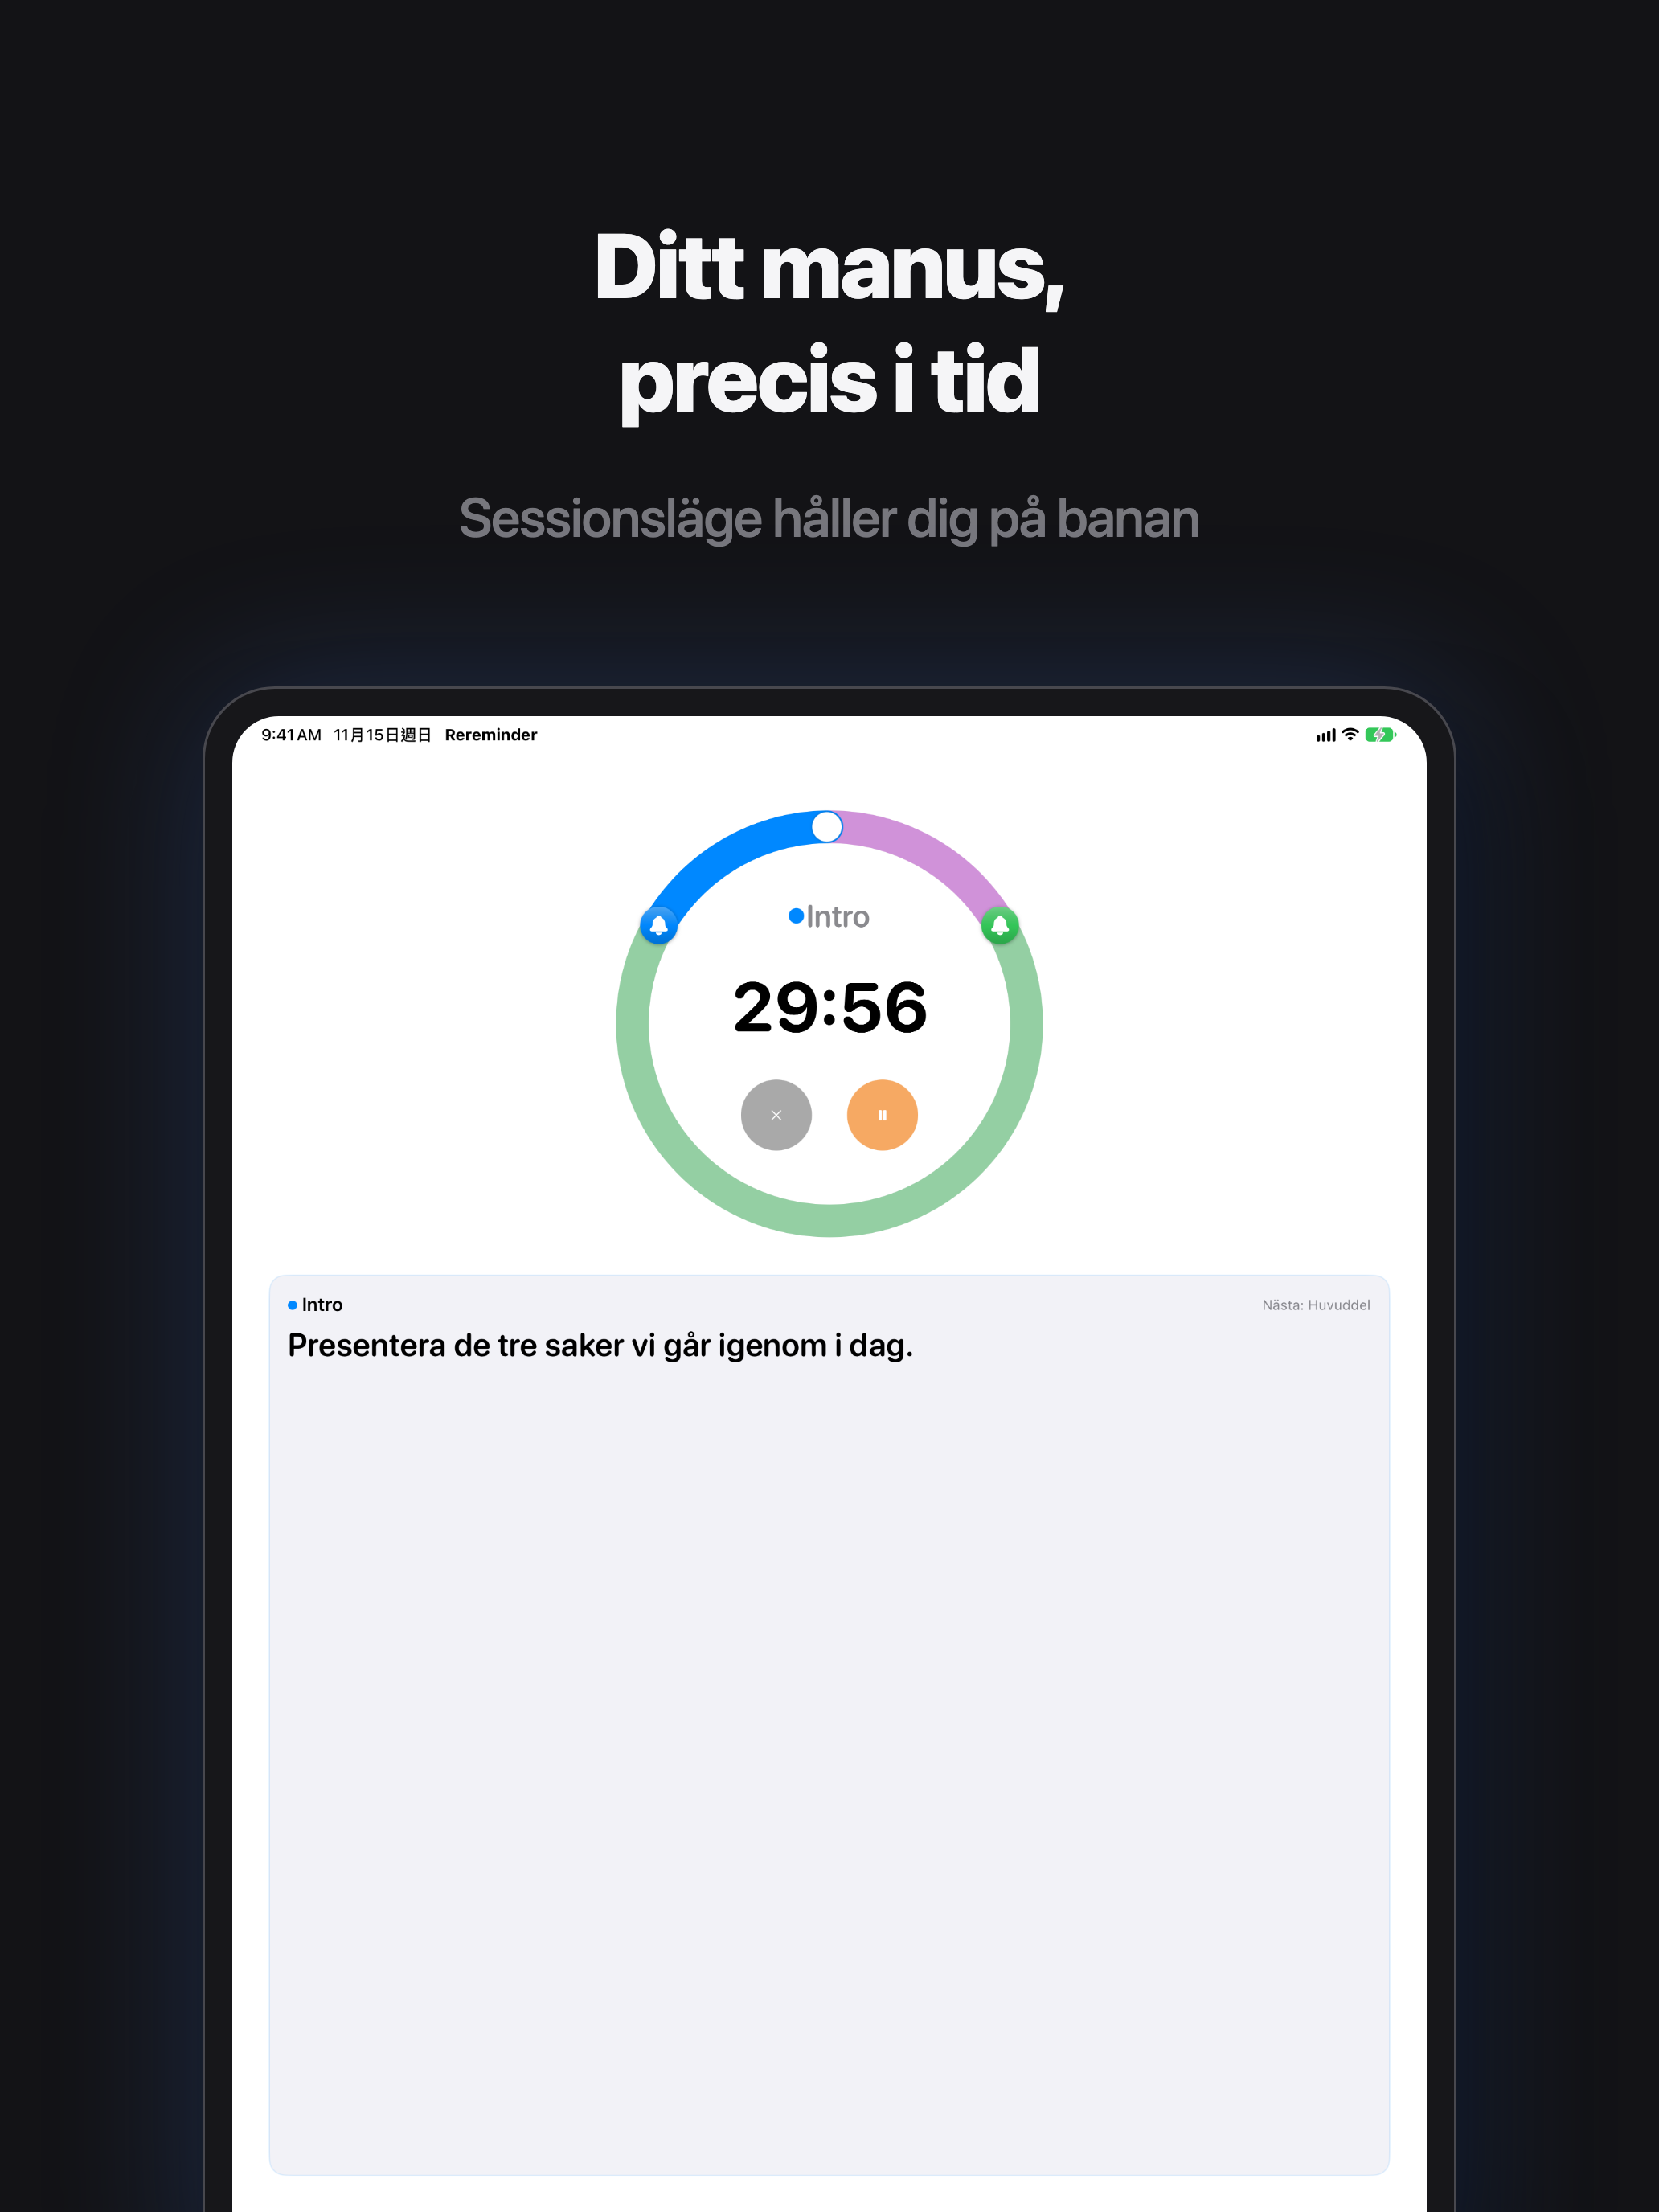 Ditt manus,
precis i tid
Sessionsläge håller dig på banan
9:41 AM 11月15日週日 Rereminder
Intro
29:56
Intro
Nästa: Huvuddel
Presentera de tre saker vi går igenom i dag.